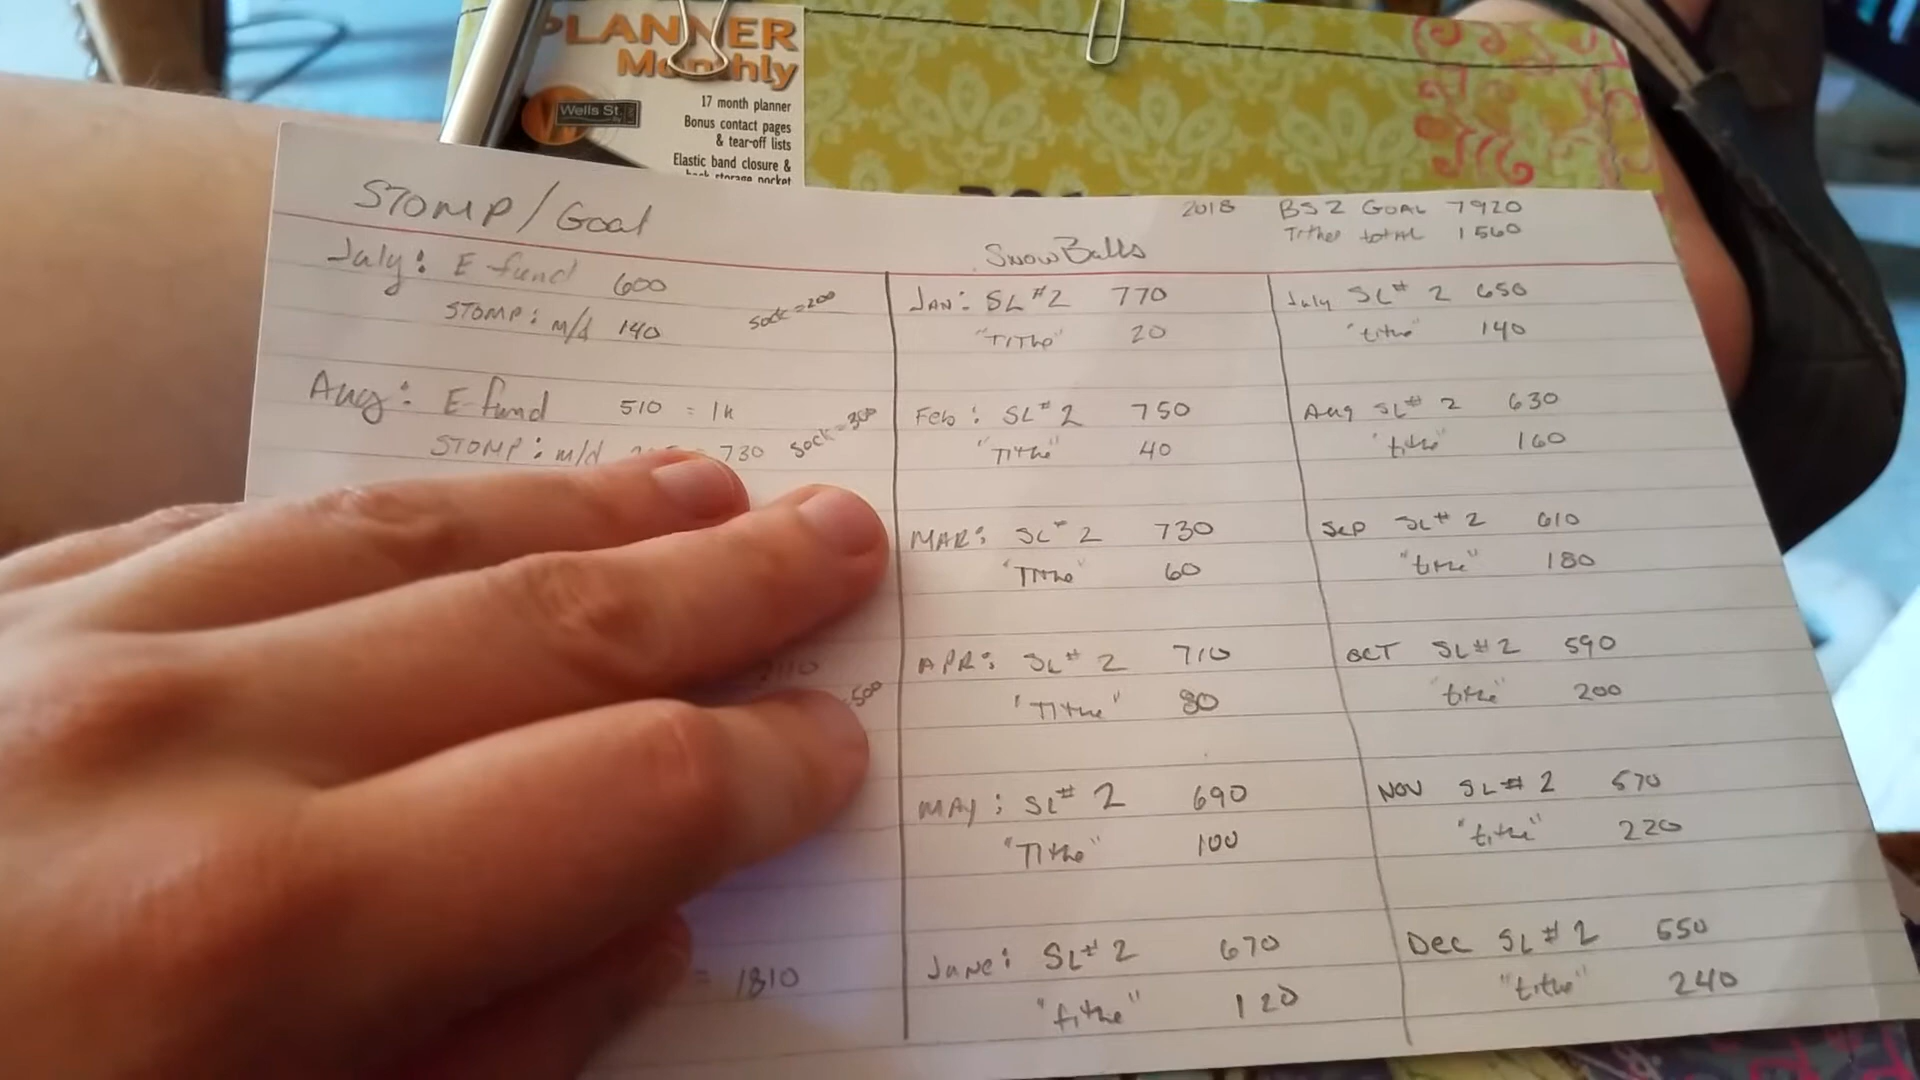 PLANNER
Monthly
Wells St.
17 month planner
Bonus contact pages
& tear-off lists
Elastic band closure &
back storage pocket
STOMP/Goal
2018 BS2 GOAL 7920
Tithes total 1560
SnowBalls
July: E fund 600
STOMP: m/d 140 sock=200
Aug: E fund 510 = 1k
STOMP: m/d = 730 sock=300
500
= 1810
JAN: SL #2 770
"TITHe" 20
Feb: SL #2 750
"TITHe" 40
MAR: SL #2 730
"TITHe" 60
APR: SL #2 710
"TITHe" 80
MAY: SL #2 690
"TITHe" 100
June: SL #2 670
"tithe" 120
July SL #2 650
"tithe" 140
Aug SL #2 630
"tithe" 160
Sep SL #2 610
"tithe" 180
OCT SL #2 590
"tithe" 200
NOV SL #2 570
"tithe" 220
Dec SL #2 550
"tithe" 240